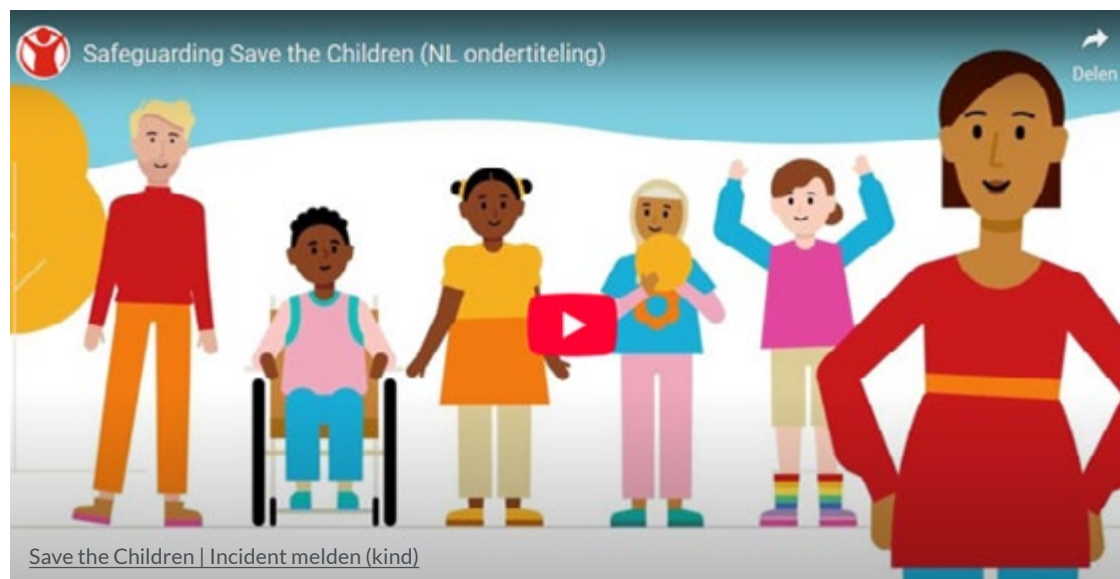 Safeguarding Save the Children (NL ondertiteling)
Delen
Save the Children | Incident melden (kind)